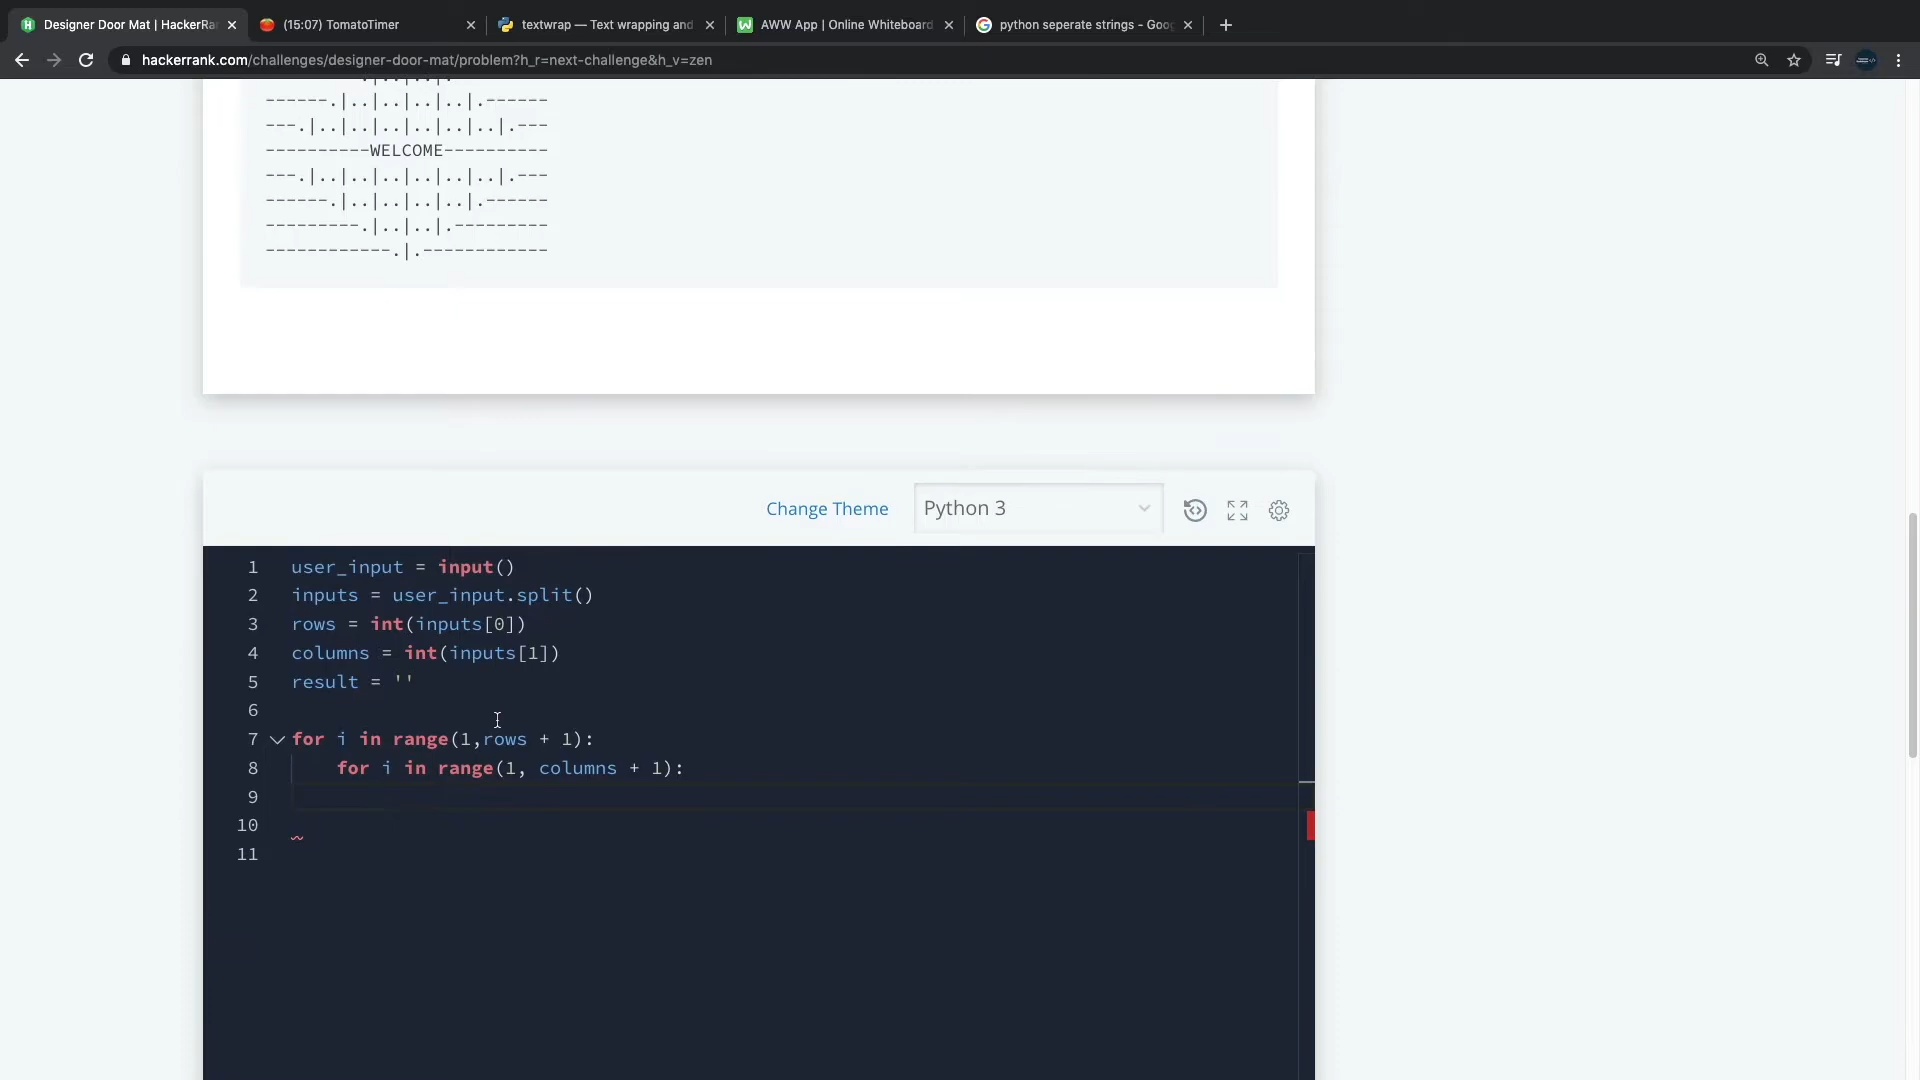 Designer Door Mat | HackerRa
(15:07) TomatoTimer
textwrap — Text wrapping and
AWW App | Online Whiteboard
python seperate strings - Goo
hackerrank.com/challenges/designer-door-mat/problem?h_r=next-challenge&h_v=zen
------.|..|..|..|..|.------
---.|..|..|..|..|..|..|.---
----------WELCOME----------
---.|..|..|..|..|..|..|.---
------.|..|..|..|..|.------
---------.|..|..|.---------
------------.|.------------
Change Theme
Python 3
1 user_input = input()
2 inputs = user_input.split()
3 rows = int(inputs[0])
4 columns = int(inputs[1])
5 result = ''
6
7 for i in range(1,rows + 1):
8 for i in range(1, columns + 1):
9
10
11